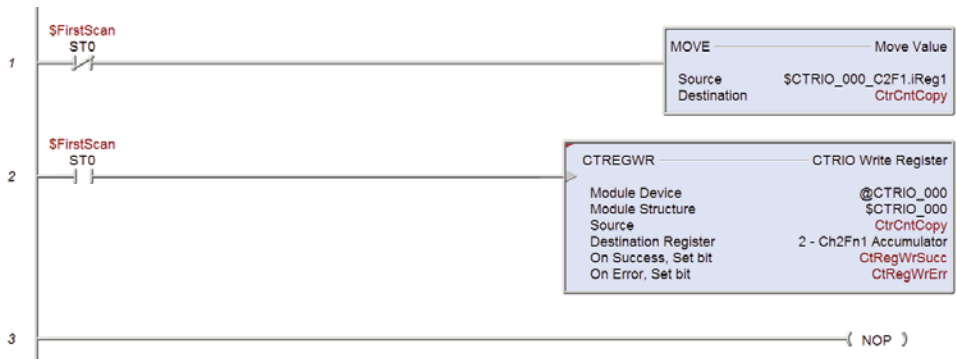 $FirstScan
ST0
1
MOVE Move Value
Source $CTRIO_000_C2F1.iReg1
Destination CtrCntCopy
$FirstScan
ST0
2
CTREGWR CTRIO Write Register
Module Device @CTRIO_000
Module Structure $CTRIO_000
Source CtrCntCopy
Destination Register 2 - Ch2Fn1 Accumulator
On Success, Set bit CtRegWrSucc
On Error, Set bit CtRegWrErr
3
( NOP )